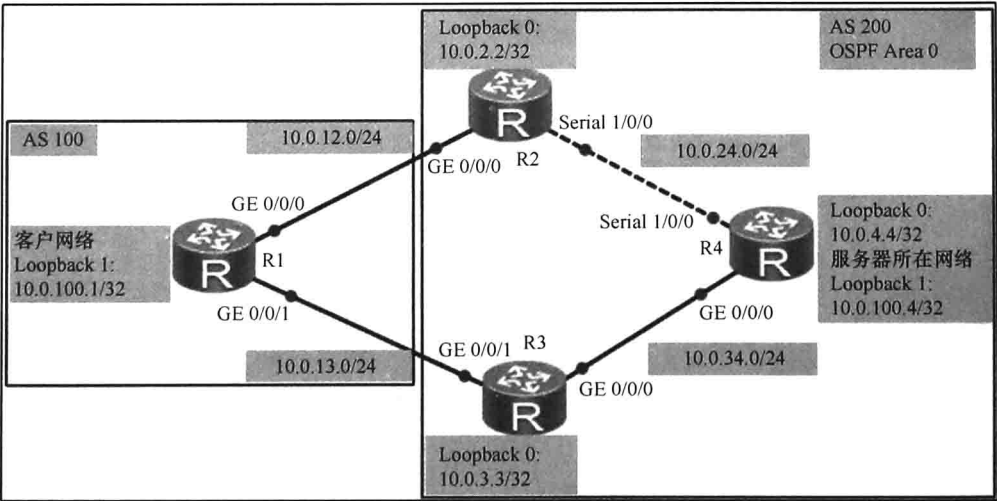 Loopback 0:
10.0.2.2/32
AS 200
OSPF Area 0
R
R2
Serial 1/0/0
10.0.24.0/24
AS 100
10.0.12.0/24
GE 0/0/0
GE 0/0/0
客户网络
Loopback 1:
10.0.100.1/32
R
R1
GE 0/0/1
Serial 1/0/0
R4
R
Loopback 0:
10.0.4.4/32
服务器所在网络
Loopback 1:
10.0.100.4/32
GE 0/0/0
10.0.13.0/24
GE 0/0/1
R3
R
GE 0/0/0
10.0.34.0/24
Loopback 0:
10.0.3.3/32